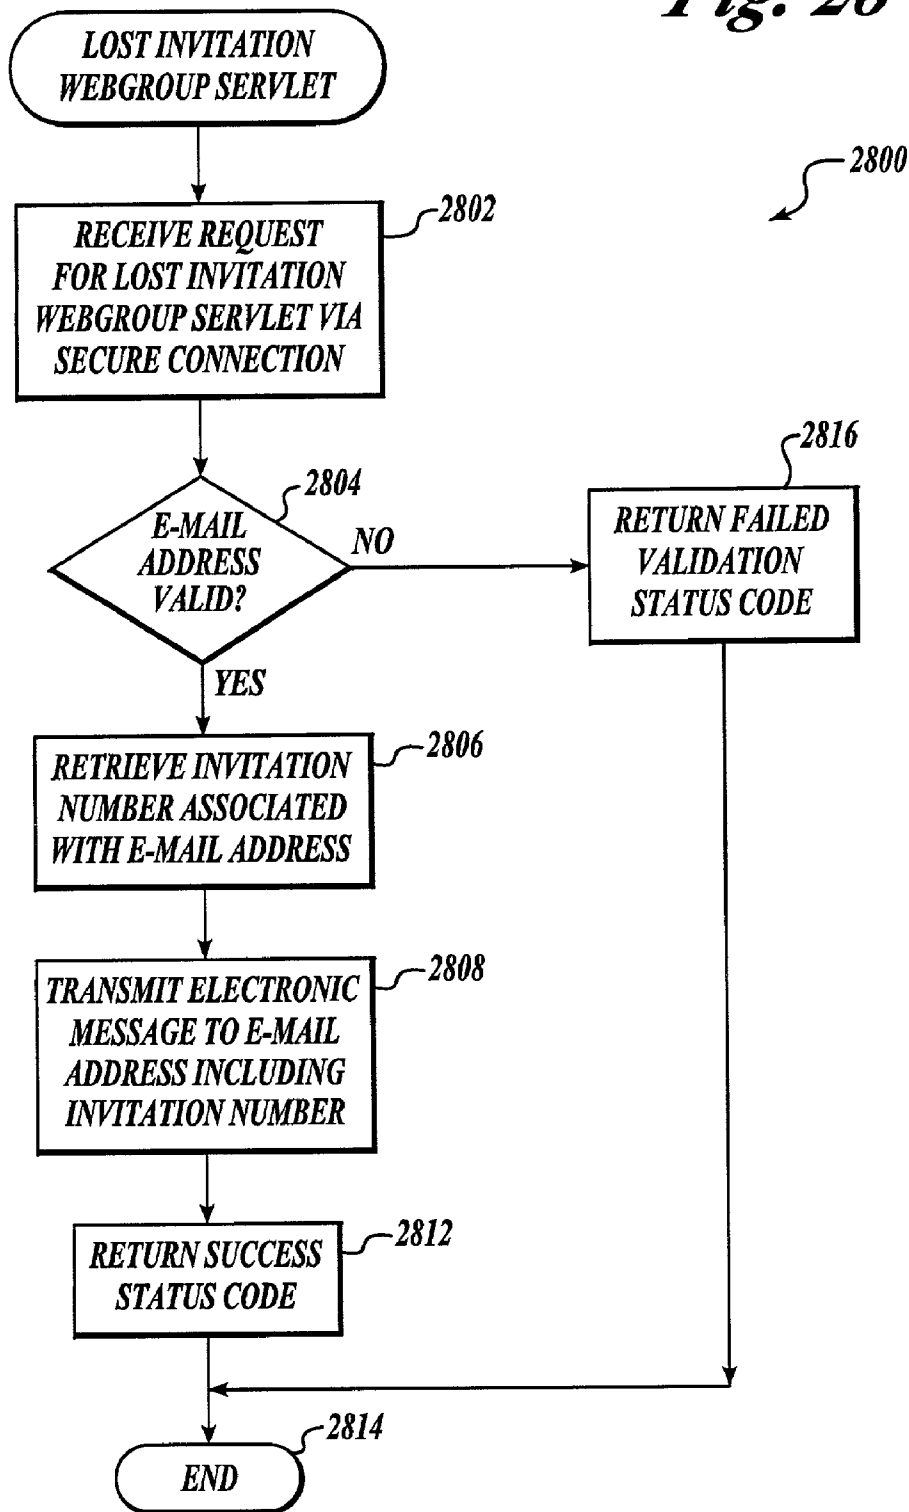 Fig. 28
LOST INVITATION
WEBGROUP SERVLET
2800
2802
RECEIVE REQUEST
FOR LOST INVITATION
WEBGROUP SERVLET VIA
SECURE CONNECTION
2804
E-MAIL
ADDRESS
VALID?
NO
2816
RETURN FAILED
VALIDATION
STATUS CODE
YES
2806
RETRIEVE INVITATION
NUMBER ASSOCIATED
WITH E-MAIL ADDRESS
2808
TRANSMIT ELECTRONIC
MESSAGE TO E-MAIL
ADDRESS INCLUDING
INVITATION NUMBER
2812
RETURN SUCCESS
STATUS CODE
2814
END